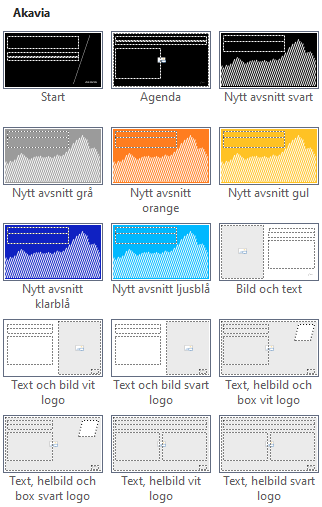 Akavia
Start
Agenda
Nytt avsnitt svart
Nytt avsnitt grå
Nytt avsnitt
orange
Nytt avsnitt gul
Nytt avsnitt
klarblå
Nytt avsnitt ljusblå
Bild och text
Text och bild vit
logo
Text och bild svart
logo
Text, helbild och
box vit logo
Text, helbild och
box svart logo
Text, helbild vit
logo
Text, helbild svart
logo